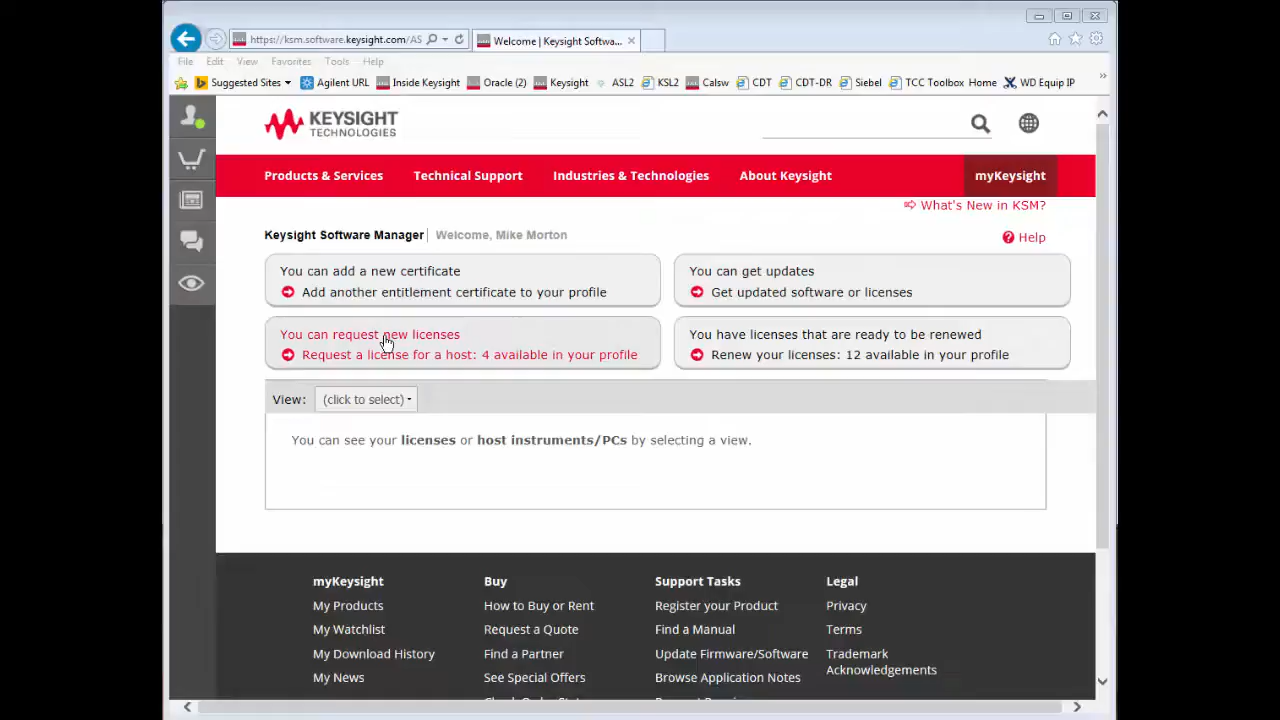 https://ksm.software.keysight.com/AS
Welcome | Keysight Softwa...
File Edit View Favorites Tools Help
Suggested Sites Agilent URL Inside Keysight Oracle (2) Keysight ASL2 KSL2 Calsw CDT CDT-DR Siebel TCC Toolbox Home WD Equip IP
KEYSIGHT
TECHNOLOGIES
Products & Services Technical Support Industries & Technologies About Keysight myKeysight
What's New in KSM?
Keysight Software Manager Welcome, Mike Morton
Help
You can add a new certificate
Add another entitlement certificate to your profile
You can get updates
Get updated software or licenses
You can request new licenses
Request a license for a host: 4 available in your profile
You have licenses that are ready to be renewed
Renew your licenses: 12 available in your profile
View: (click to select)
You can see your licenses or host instruments/PCs by selecting a view.
myKeysight
My Products
My Watchlist
My Download History
My News
Buy
How to Buy or Rent
Request a Quote
Find a Partner
See Special Offers
Support Tasks
Register your Product
Find a Manual
Update Firmware/Software
Browse Application Notes
Legal
Privacy
Terms
Trademark
Acknowledgements